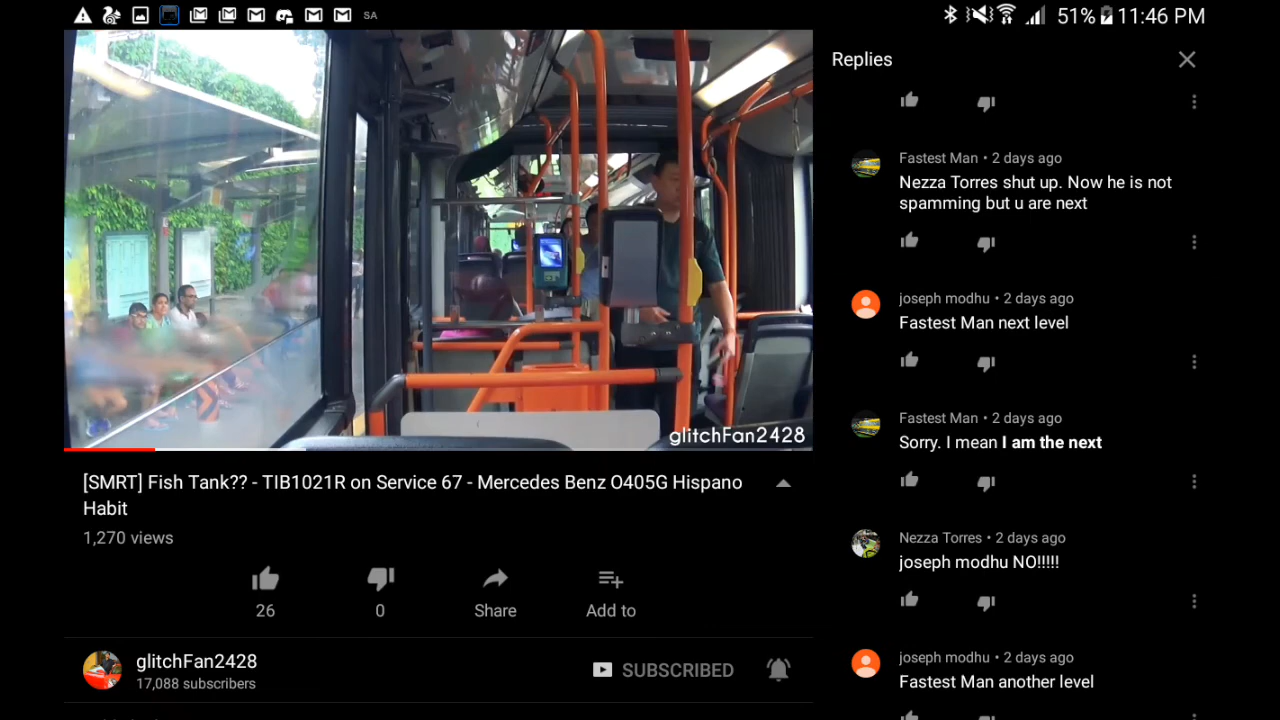 SA
51% 11:46 PM
glitchFan2428
[SMRT] Fish Tank?? - TIB1021R on Service 67 - Mercedes Benz O405G Hispano
Habit
1,270 views
26
0
Share
Add to
glitchFan2428
17,088 subscribers
SUBSCRIBED
Replies
Fastest Man • 2 days ago
Nezza Torres shut up. Now he is not
spamming but u are next
joseph modhu • 2 days ago
Fastest Man next level
Fastest Man • 2 days ago
Sorry. I mean I am the next
Nezza Torres • 2 days ago
joseph modhu NO!!!!!
joseph modhu • 2 days ago
Fastest Man another level